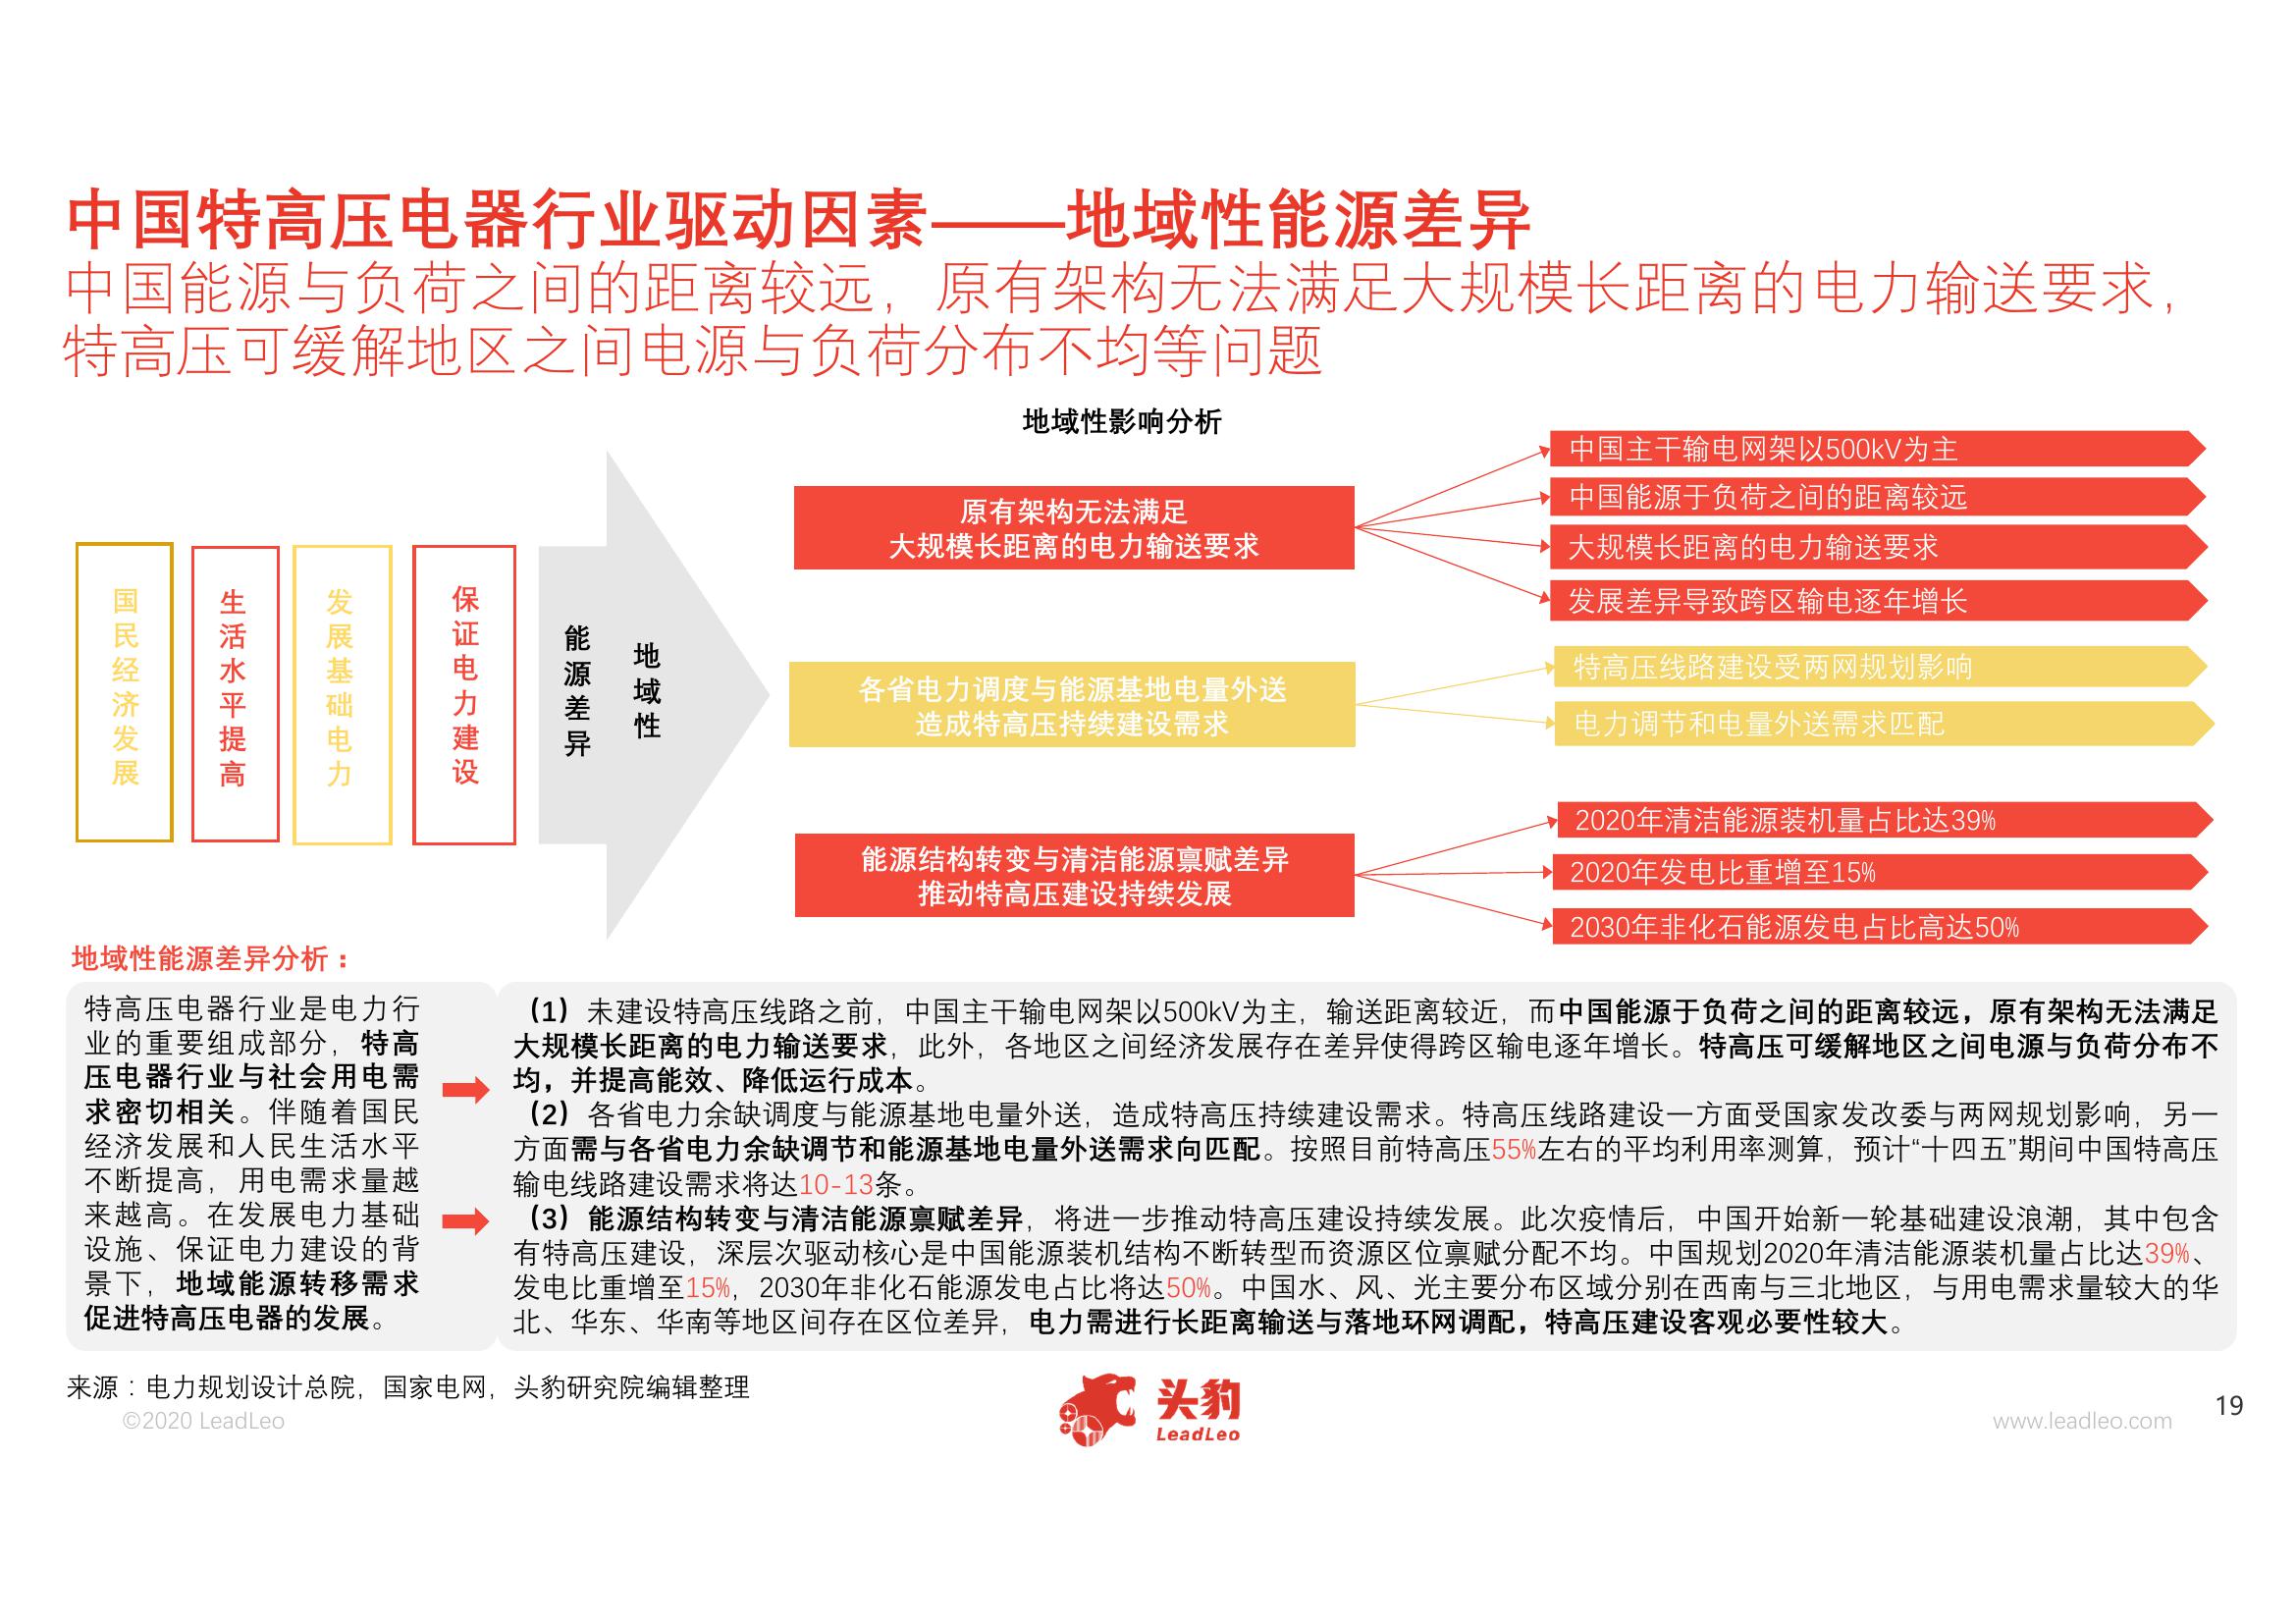 中国特高压电器行业驱动因素——地域性能源差异
中国能源与负荷之间的距离较远，原有架构无法满足大规模长距离的电力输送要求，
特高压可缓解地区之间电源与负荷分布不均等问题
地域性影响分析
国民经济发展
生活水平提高
发展基础电力
保证电力建设
能源差异
地域性
原有架构无法满足
大规模长距离的电力输送要求
中国主干输电网架以500kV为主
中国能源于负荷之间的距离较远
大规模长距离的电力输送要求
发展差异导致跨区输电逐年增长
各省电力调度与能源基地电量外送
造成特高压持续建设需求
特高压线路建设受两网规划影响
电力调节和电量外送需求匹配
能源结构转变与清洁能源禀赋差异
推动特高压建设持续发展
2020年清洁能源装机量占比达39%
2020年发电比重增至15%
2030年非化石能源发电占比高达50%
地域性能源差异分析：
特高压电器行业是电力行
业的重要组成部分，特高
压电器行业与社会用电需
求密切相关。伴随着国民
经济发展和人民生活水平
不断提高，用电需求量越
来越高。在发展电力基础
设施、保证电力建设的背
景下，地域能源转移需求
促进特高压电器的发展。
（1）未建设特高压线路之前，中国主干输电网架以500kV为主，输送距离较近，而中国能源于负荷之间的距离较远，原有架构无法满足
大规模长距离的电力输送要求，此外，各地区之间经济发展存在差异使得跨区输电逐年增长。特高压可缓解地区之间电源与负荷分布不
均，并提高能效、降低运行成本。
（2）各省电力余缺调度与能源基地电量外送，造成特高压持续建设需求。特高压线路建设一方面受国家发改委与两网规划影响，另一
方面需与各省电力余缺调节和能源基地电量外送需求向匹配。按照目前特高压55%左右的平均利用率测算，预计“十四五”期间中国特高压
输电线路建设需求将达10-13条。
（3）能源结构转变与清洁能源禀赋差异，将进一步推动特高压建设持续发展。此次疫情后，中国开始新一轮基础建设浪潮，其中包含
有特高压建设，深层次驱动核心是中国能源装机结构不断转型而资源区位禀赋分配不均。中国规划2020年清洁能源装机量占比达39%、
发电比重增至15%，2030年非化石能源发电占比将达50%。中国水、风、光主要分布区域分别在西南与三北地区，与用电需求量较大的华
北、华东、华南等地区间存在区位差异，电力需进行长距离输送与落地环网调配，特高压建设客观必要性较大。
来源：电力规划设计总院，国家电网，头豹研究院编辑整理
©2020 LeadLeo
头豹
LeadLeo
www.leadleo.com
19